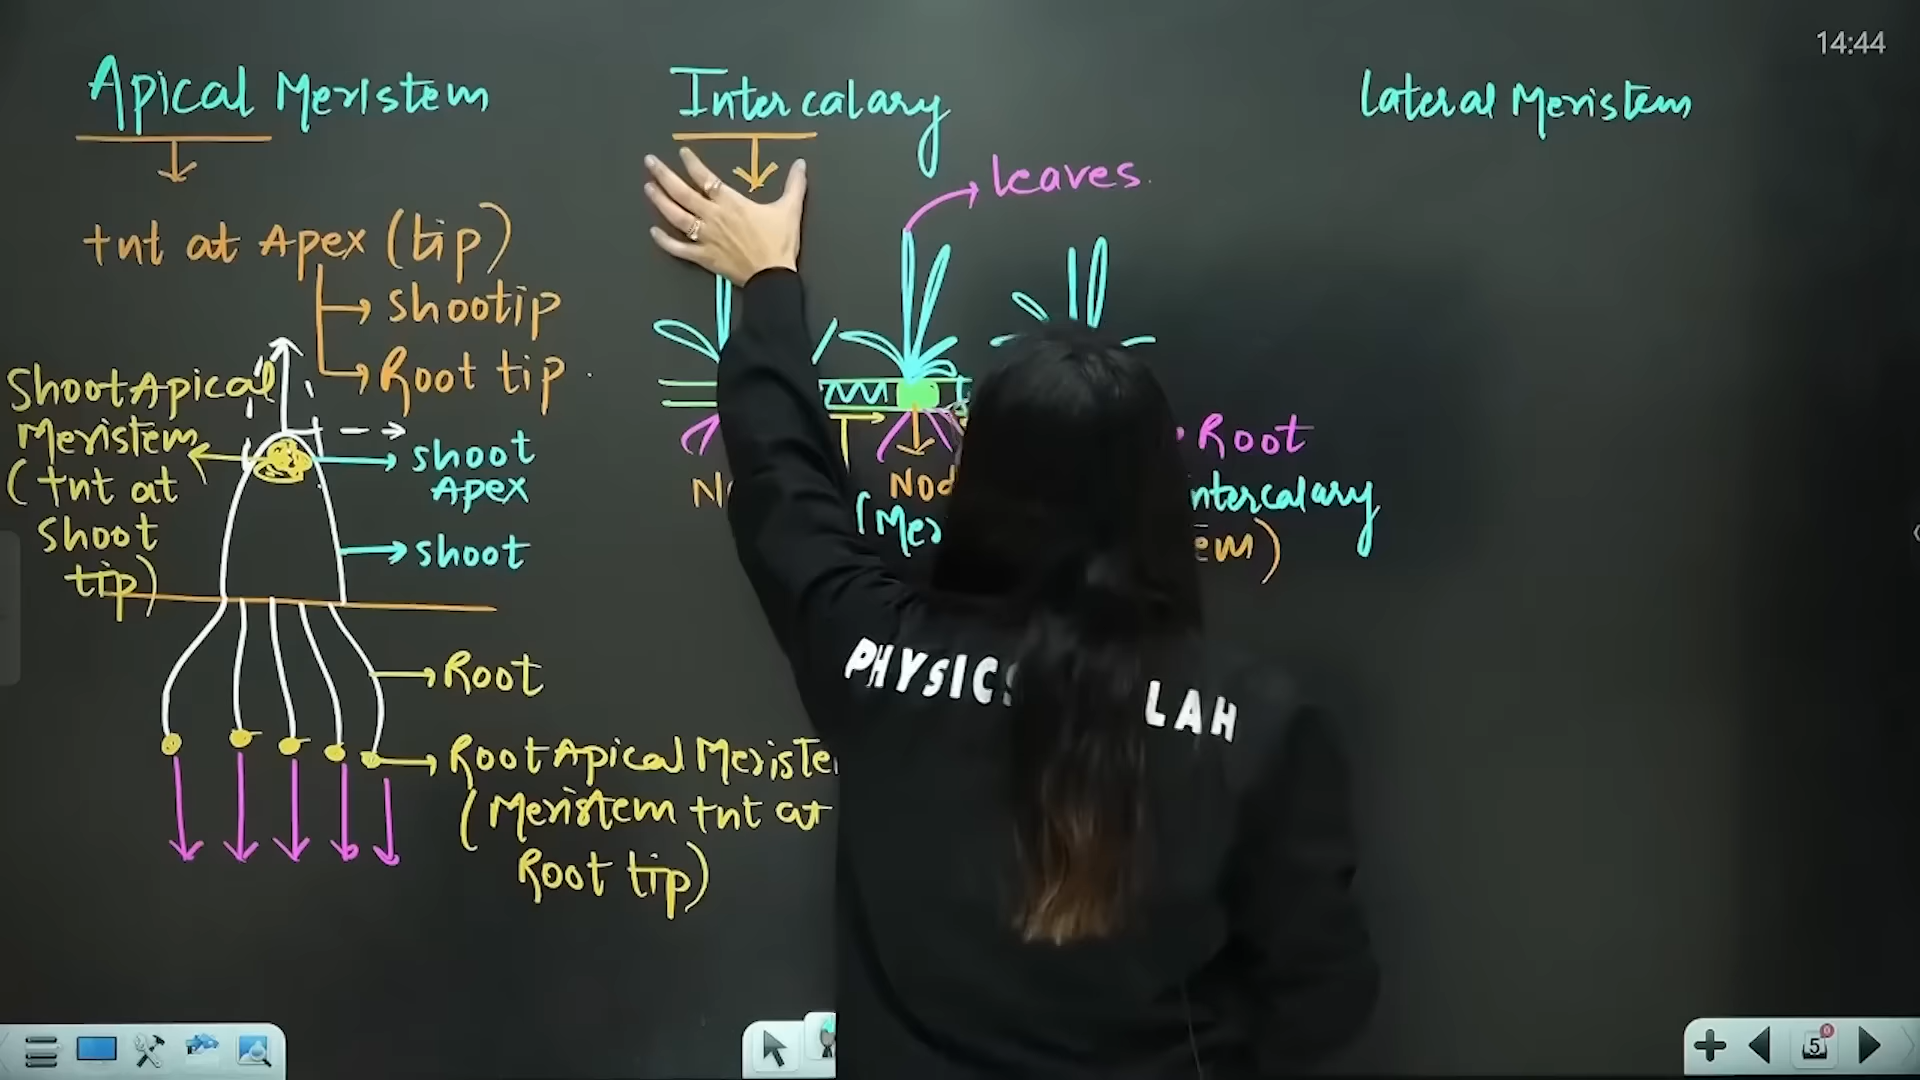 14:44
Apical Meristem
tnt at Apex (tip)
shootip
Root tip
Shoot Apical
Meristem
(tnt at
shoot
tip)
shoot
Apex
shoot
Root
Root Apical Meriste
(Meristem tnt at
Root tip)
Intercalary
leaves
Root
Nod
ntercalary
(Mer
em)
Lateral Meristem
PHYSICS
LAH
5